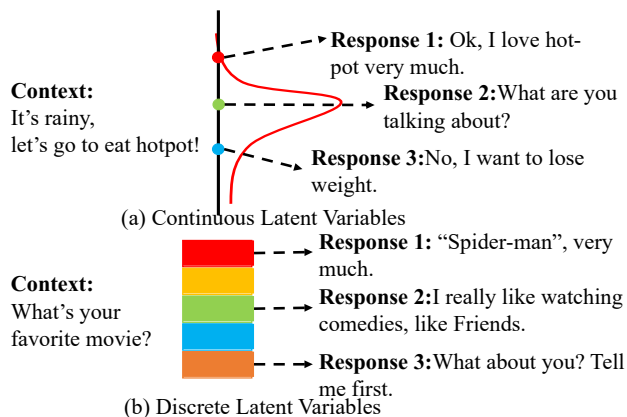 Context:
It's rainy,
let's go to eat hotpot!
Response 1: Ok, I love hot-
pot very much.
Response 2:What are you
talking about?
Response 3:No, I want to lose
weight.
(a) Continuous Latent Variables
Context:
What's your
favorite movie?
Response 1: “Spider-man”, very
much.
Response 2:I really like watching
comedies, like Friends.
Response 3:What about you? Tell
me first.
(b) Discrete Latent Variables